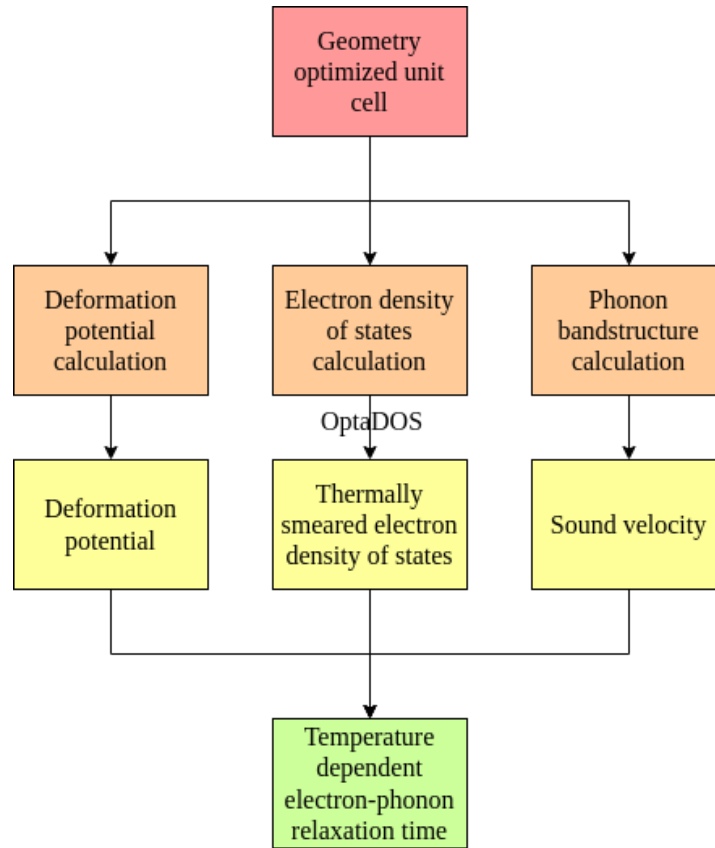 Geometry
optimized unit
cell
Deformation
potential
calculation
Electron density
of states
calculation
Phonon
bandstructure
calculation
OptaDOS
Deformation
potential
Thermally
smeared electron
density of states
Sound velocity
Temperature
dependent
electron-phonon
relaxation time